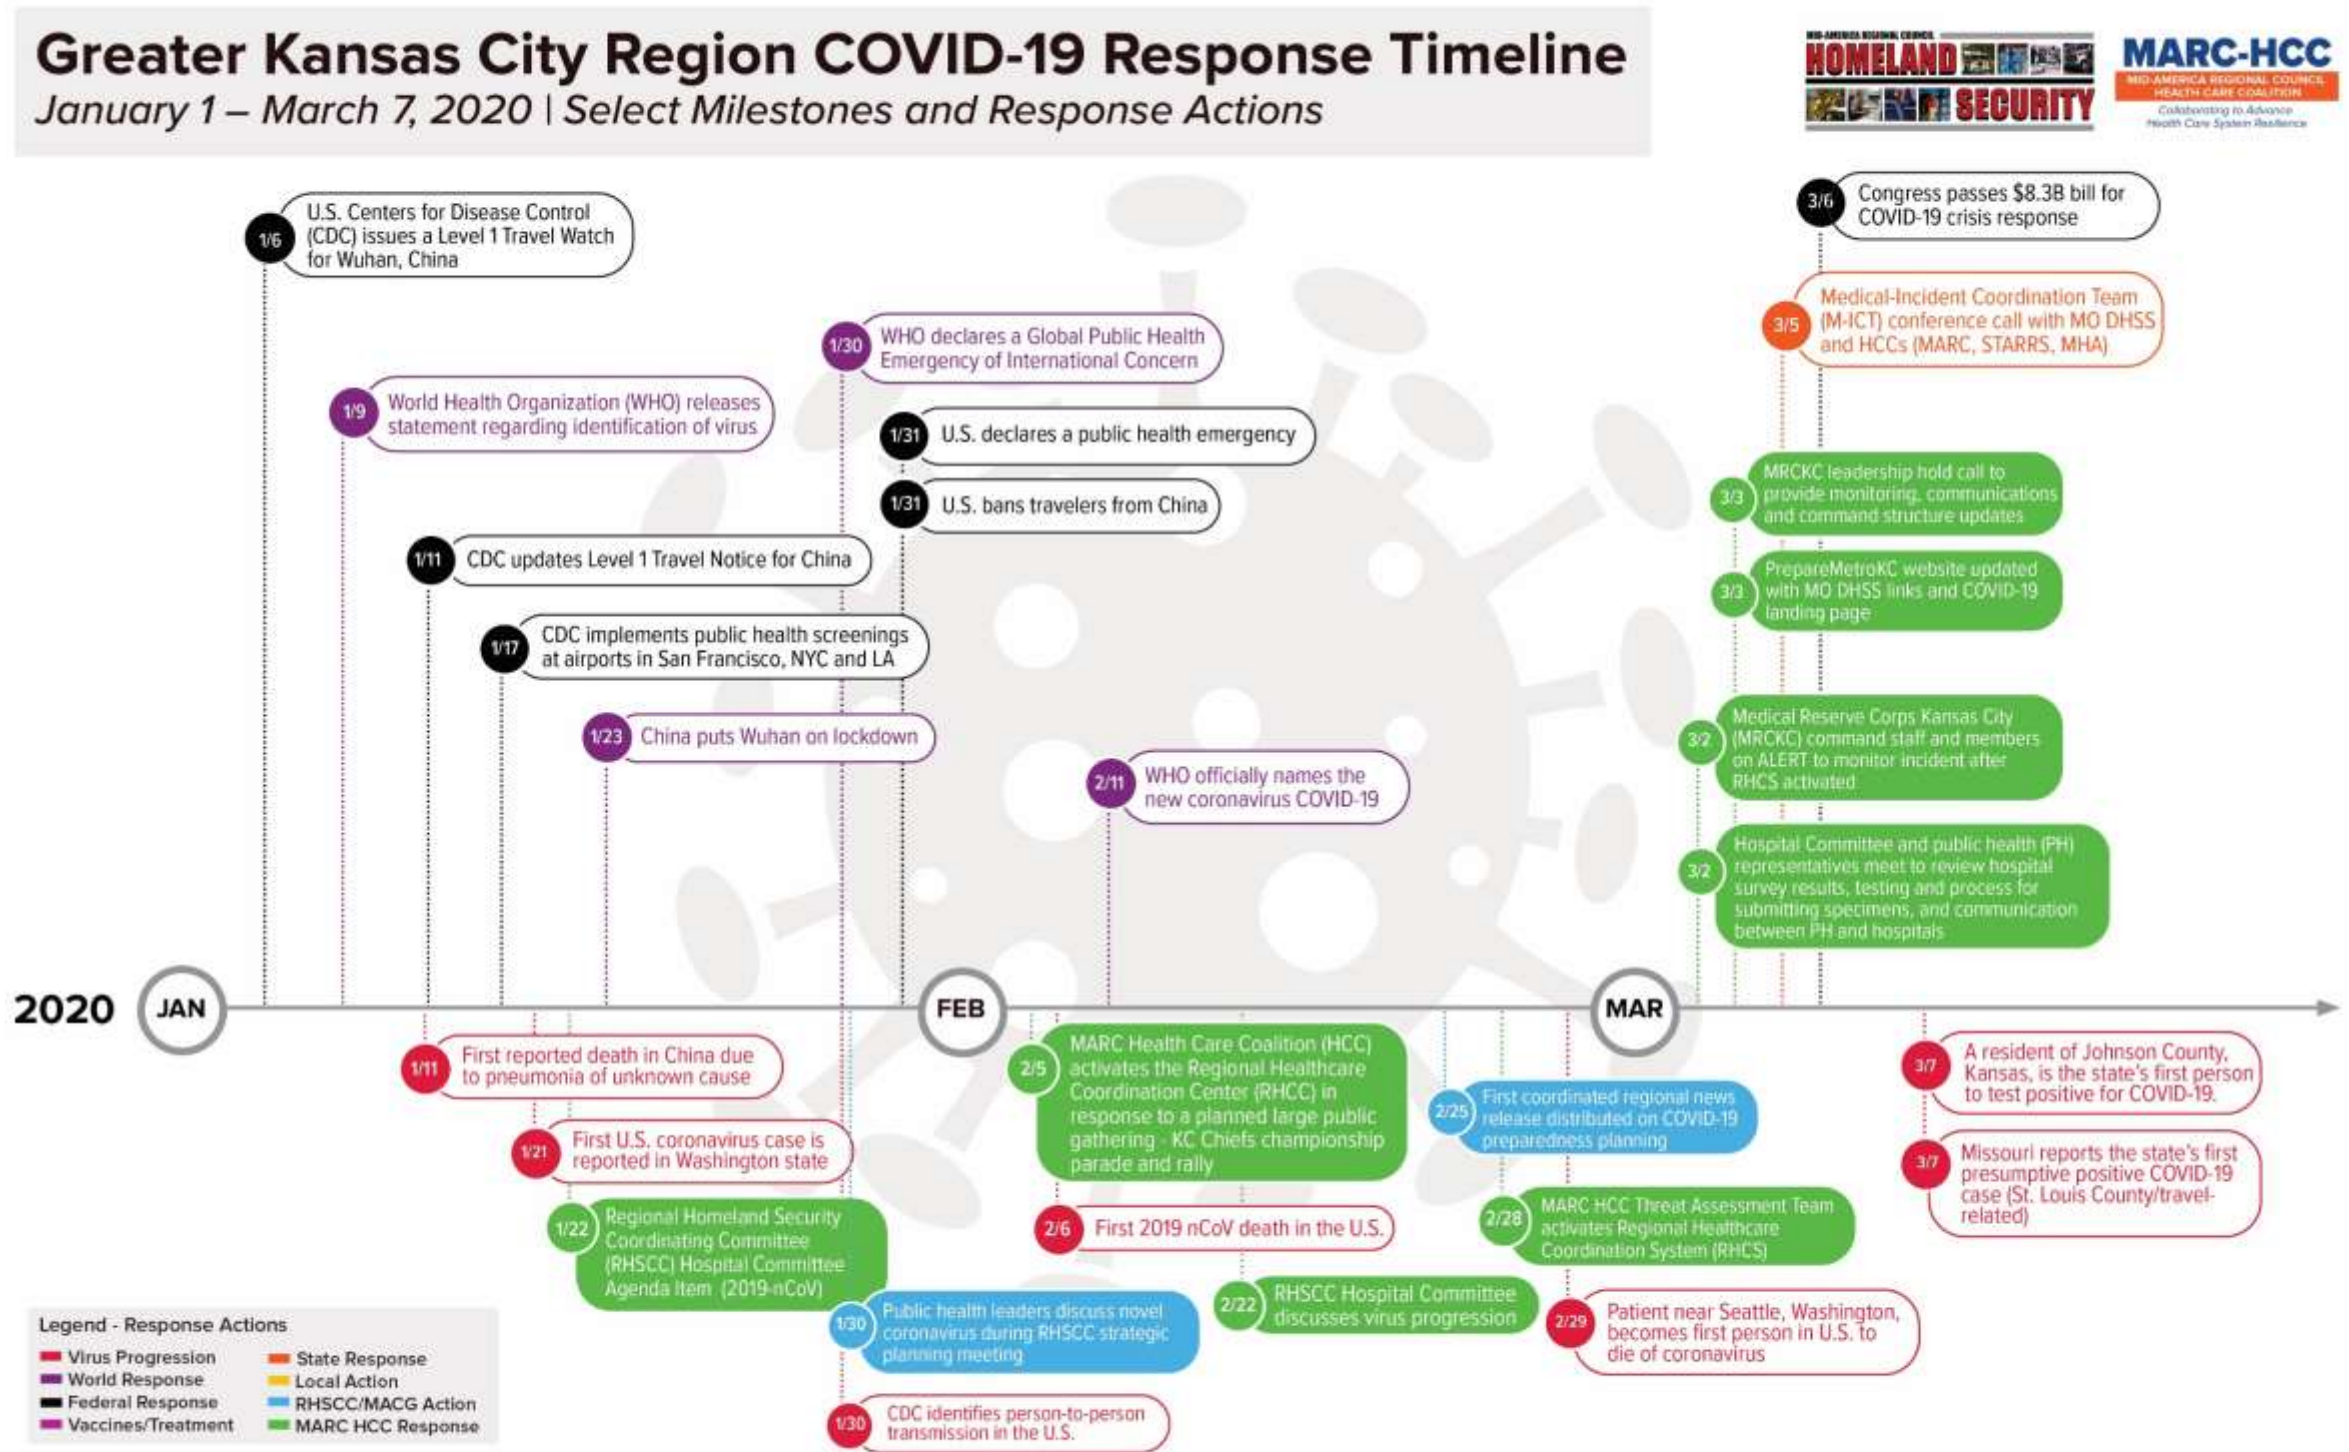 Greater Kansas City Region COVID-19 Response Timeline
January 1 – March 7, 2020 | Select Milestones and Response Actions
MID-AMERICA REGIONAL COUNCIL
HOMELAND
SECURITY
MARC-HCC
MID-AMERICA REGIONAL COUNCIL
HEALTH CARE COALITION
Collaborating to Advance
Health Care System Resilience
1/6
U.S. Centers for Disease Control
(CDC) issues a Level 1 Travel Watch
for Wuhan, China
1/9
World Health Organization (WHO) releases
statement regarding identification of virus
1/11
CDC updates Level 1 Travel Notice for China
1/17
CDC implements public health screenings
at airports in San Francisco, NYC and LA
1/23
China puts Wuhan on lockdown
1/30
WHO declares a Global Public Health
Emergency of International Concern
1/31
U.S. declares a public health emergency
1/31
U.S. bans travelers from China
2/11
WHO officially names the
new coronavirus COVID-19
3/6
Congress passes $8.3B bill for
COVID-19 crisis response
3/5
Medical-Incident Coordination Team
(M-ICT) conference call with MO DHSS
and HCCs (MARC, STARRS, MHA)
3/3
MRCKC leadership hold call to
provide monitoring, communications
and command structure updates
3/3
PrepareMetroKC website updated
with MO DHSS links and COVID-19
landing page
3/2
Medical Reserve Corps Kansas City
(MRCKC) command staff and members
on ALERT to monitor incident after
RHCS activated
3/2
Hospital Committee and public health (PH)
representatives meet to review hospital
survey results, testing and process for
submitting specimens, and communication
between PH and hospitals
2020
JAN
FEB
MAR
1/11
First reported death in China due
to pneumonia of unknown cause
1/21
First U.S. coronavirus case is
reported in Washington state
1/22
Regional Homeland Security
Coordinating Committee
(RHSCC) Hospital Committee
Agenda Item (2019-nCoV)
1/30
Public health leaders discuss novel
coronavirus during RHSCC strategic
planning meeting
1/30
CDC identifies person-to-person
transmission in the U.S.
2/5
MARC Health Care Coalition (HCC)
activates the Regional Healthcare
Coordination Center (RHCC) in
response to a planned large public
gathering - KC Chiefs championship
parade and rally
2/6
First 2019 nCoV death in the U.S.
2/22
RHSCC Hospital Committee
discusses virus progression
2/25
First coordinated regional news
release distributed on COVID-19
preparedness planning
2/28
MARC HCC Threat Assessment Team
activates Regional Healthcare
Coordination System (RHCS)
2/29
Patient near Seattle, Washington,
becomes first person in U.S. to
die of coronavirus
3/7
A resident of Johnson County,
Kansas, is the state's first person
to test positive for COVID-19.
3/7
Missouri reports the state's first
presumptive positive COVID-19
case (St. Louis County/travel-
related)
Legend - Response Actions
Virus Progression
World Response
Federal Response
Vaccines/Treatment
State Response
Local Action
RHSCC/MACG Action
MARC HCC Response